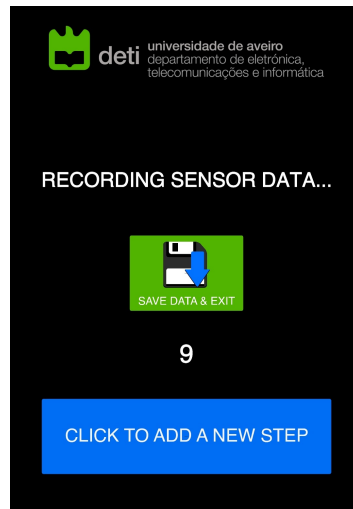 deti
universidade de aveiro
departamento de eletrónica,
telecomunicações e informática
RECORDING SENSOR DATA...
SAVE DATA & EXIT
9
CLICK TO ADD A NEW STEP